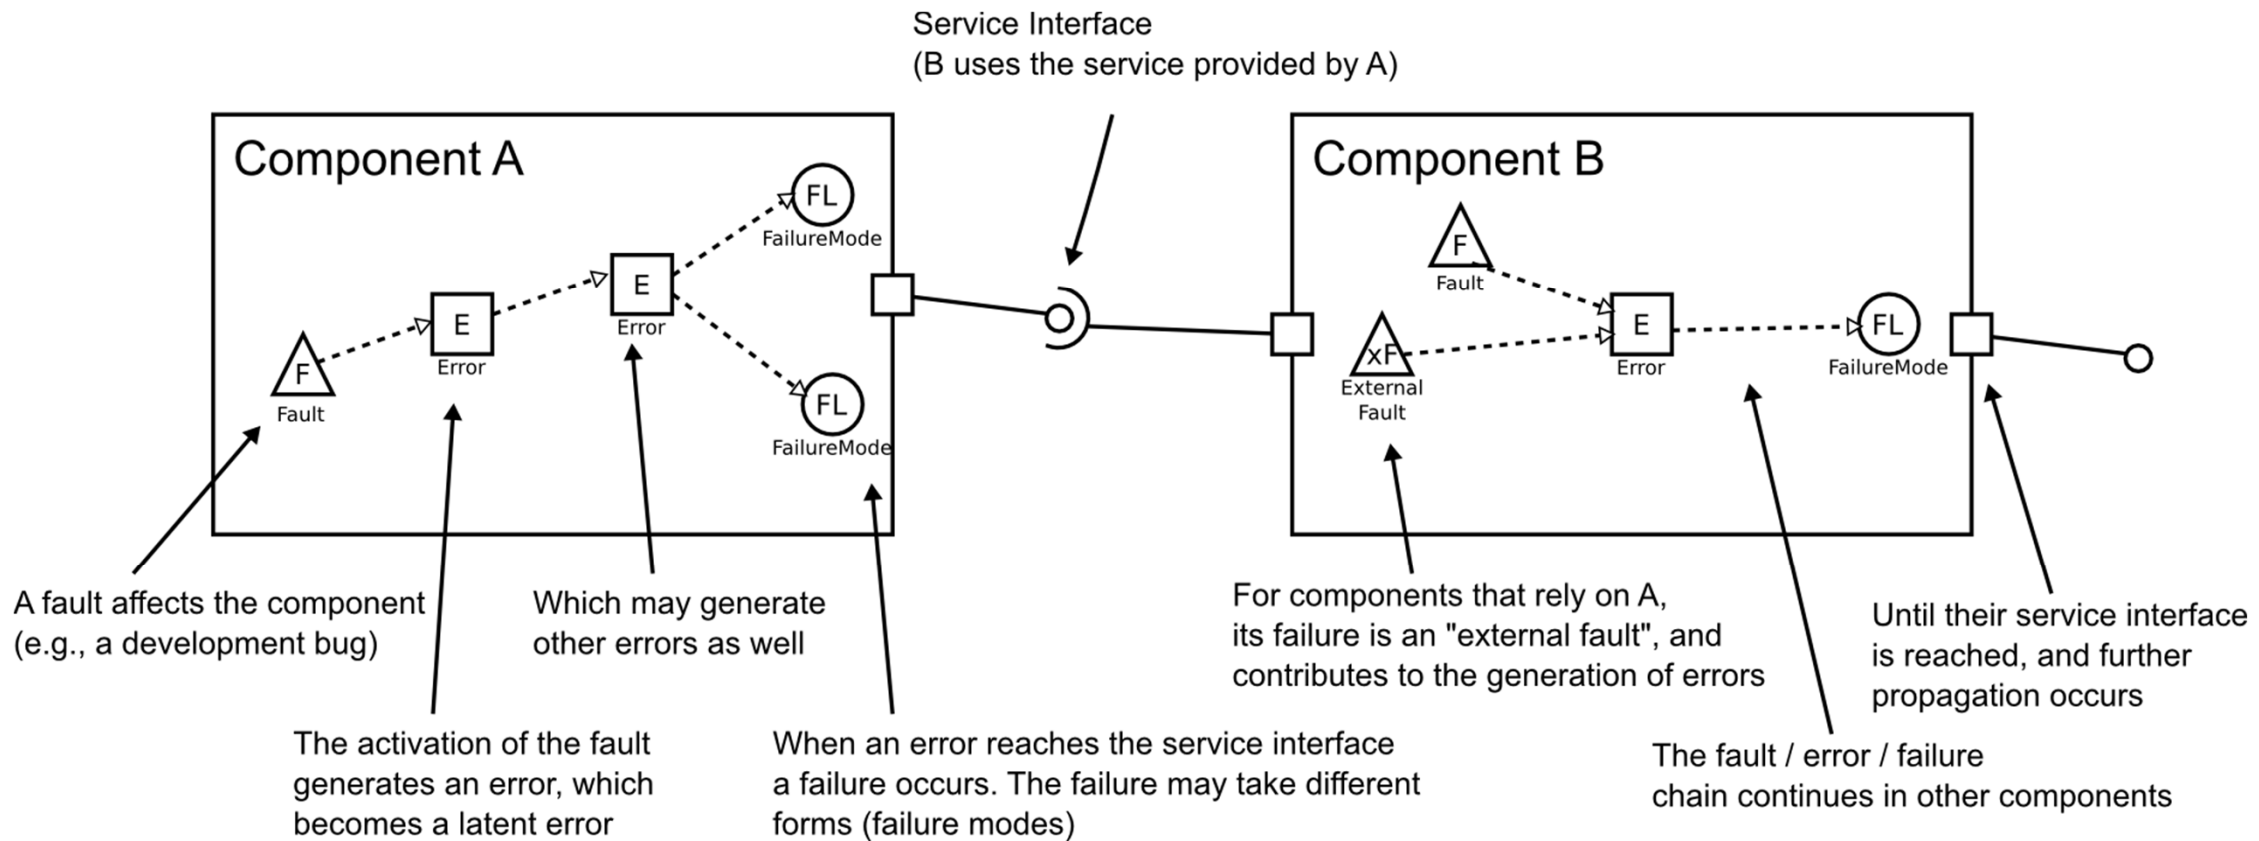 Service Interface
(B uses the service provided by A)
Component A
FL
FailureMode
E
Error
E
Error
F
Fault
FL
FailureMode
Component B
F
Fault
xF
External
Fault
E
Error
FL
FailureMode
A fault affects the component
(e.g., a development bug)
The activation of the fault
generates an error, which
becomes a latent error
Which may generate
other errors as well
When an error reaches the service interface
a failure occurs. The failure may take different
forms (failure modes)
For components that rely on A,
its failure is an "external fault", and
contributes to the generation of errors
The fault / error / failure
chain continues in other components
Until their service interface
is reached, and further
propagation occurs